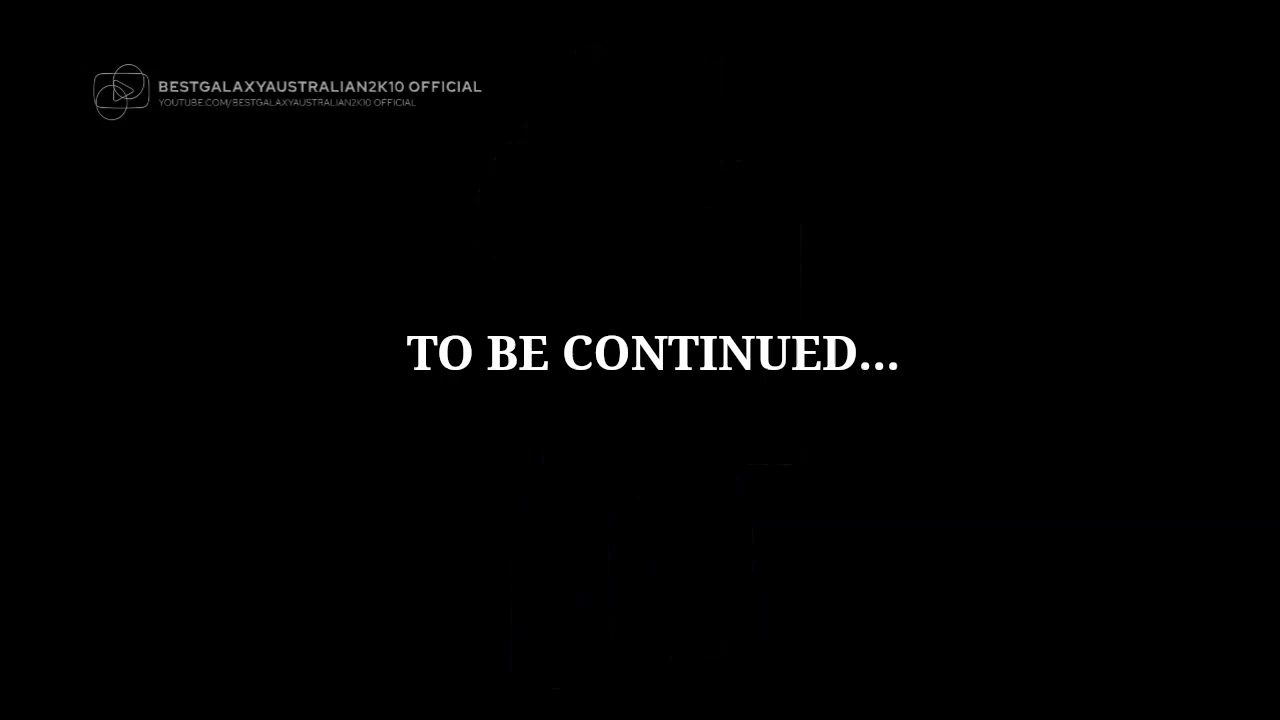 BESTGALAXYAUSTRALIAN2K10 OFFICIAL
YOUTUBE.COM/BESTGALAXYAUSTRALIAN2K10 OFFICIAL
TO BE CONTINUED...